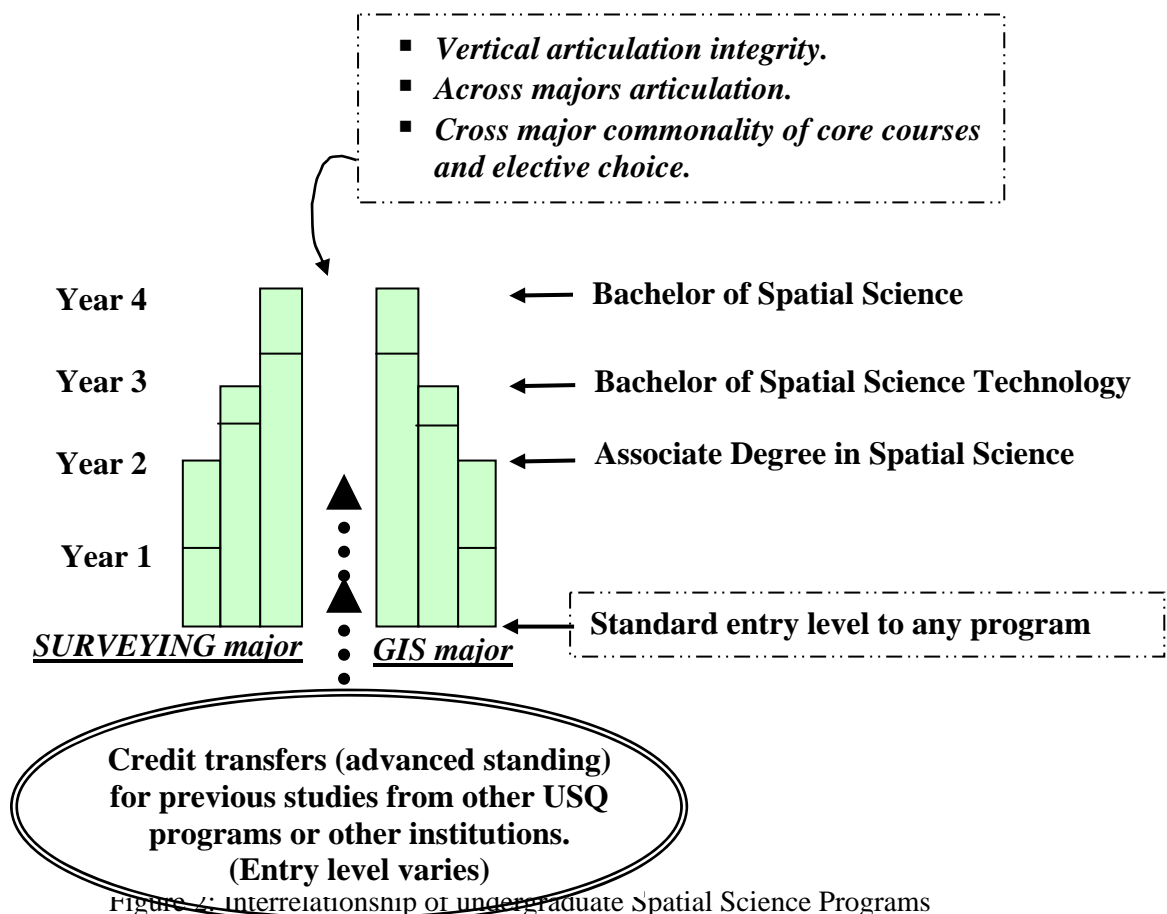 ▪ Vertical articulation integrity.
▪ Across majors articulation.
▪ Cross major commonality of core courses
and elective choice.
Year 4
Bachelor of Spatial Science
Year 3
Bachelor of Spatial Science Technology
Year 2
Associate Degree in Spatial Science
Year 1
Standard entry level to any program
SURVEYING major
GIS major
Credit transfers (advanced standing)
for previous studies from other USQ
programs or other institutions.
(Entry level varies)
Figure 2: Interrelationship of undergraduate Spatial Science Programs